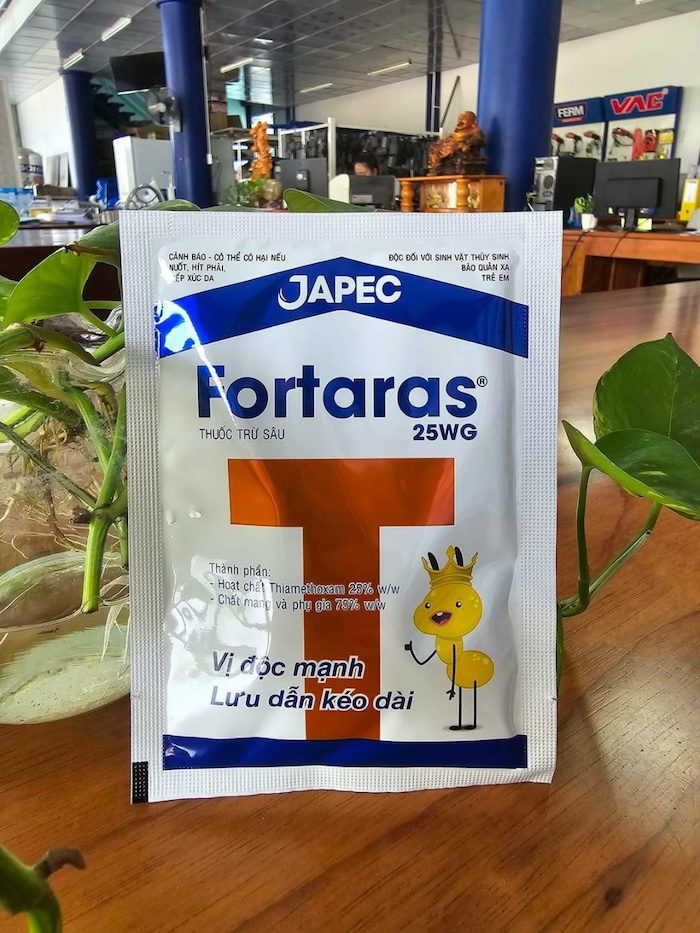 FERM
VAC
CẢNH BÁO - CÓ THỂ CÓ HẠI NẾU
NUỐT, HÍT PHẢI,
TIẾP XÚC DA
ĐỘC ĐỐI VỚI SINH VẬT THỦY SINH
BẢO QUẢN XA
TRẺ EM
JAPEC
Fortaras®
THUỐC TRỪ SÂU
25WG
T
Thành phần:
- Hoạt chất Thiamethoxam 25% w/w
- Chất mang và phụ gia 75% w/w
Vị độc mạnh
Lưu dẫn kéo dài